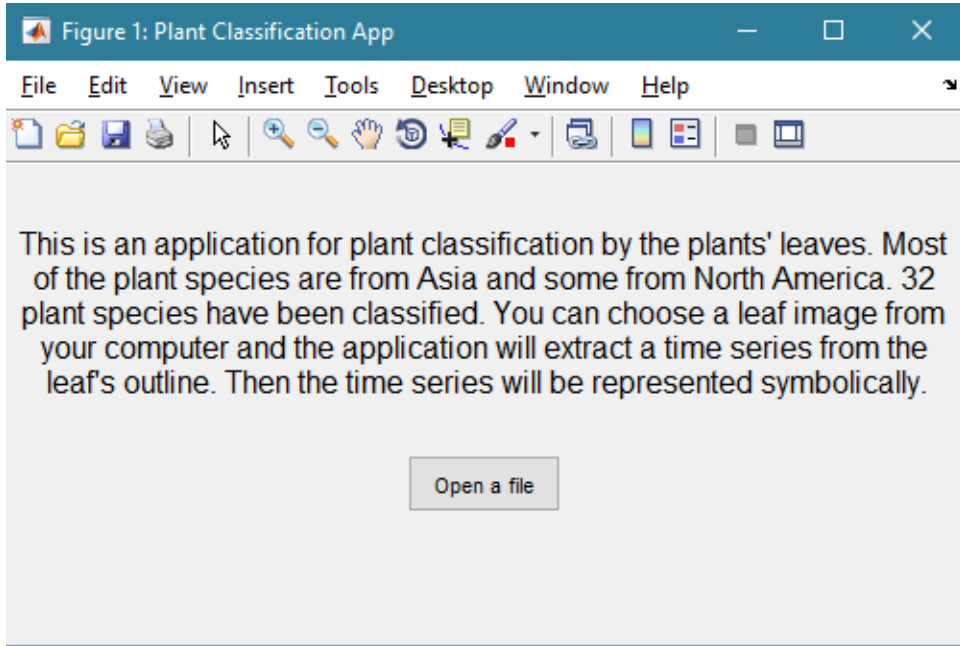 Figure 1: Plant Classification App
File Edit View Insert Tools Desktop Window Help
This is an application for plant classification by the plants' leaves. Most
of the plant species are from Asia and some from North America. 32
plant species have been classified. You can choose a leaf image from
your computer and the application will extract a time series from the
leaf's outline. Then the time series will be represented symbolically.
Open a file